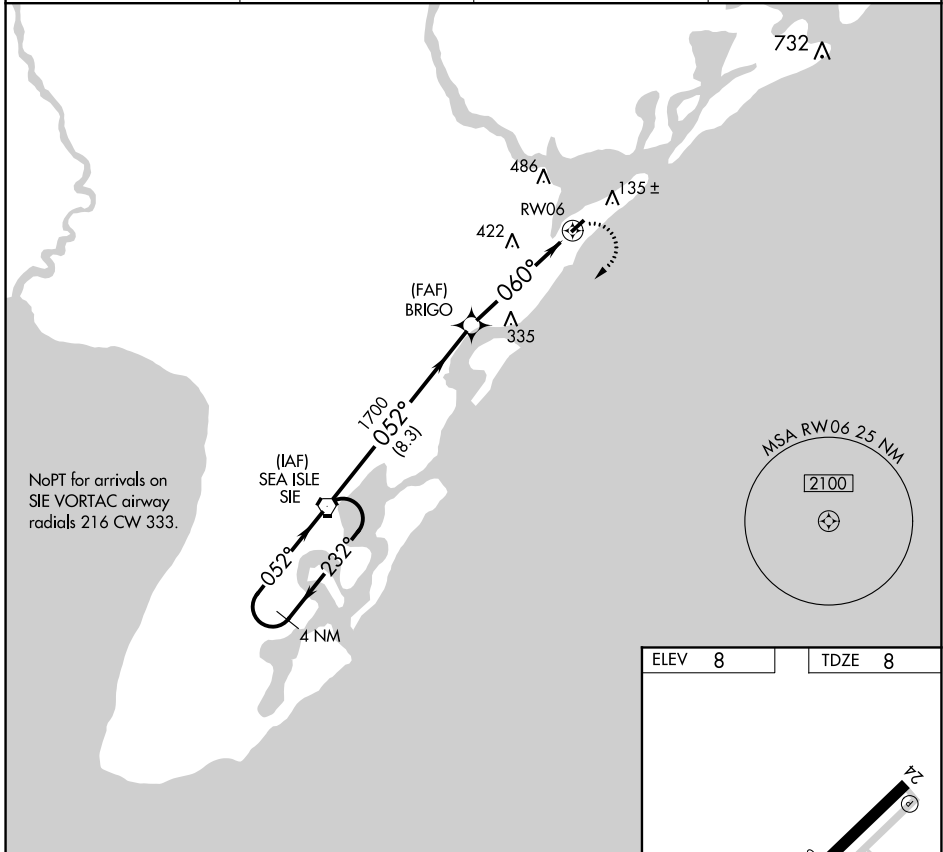 732
486
135 ±
RW06
422
060°
(FAF)
BRIGO
335
1700
052°
(8.3)
(IAF)
SEA ISLE
SIE
NoPT for arrivals on
SIE VORTAC airway
radials 216 CW 333.
MSA RW06 25 NM
2100
052°
232°
4 NM
ELEV 8
TDZE 8
24
P